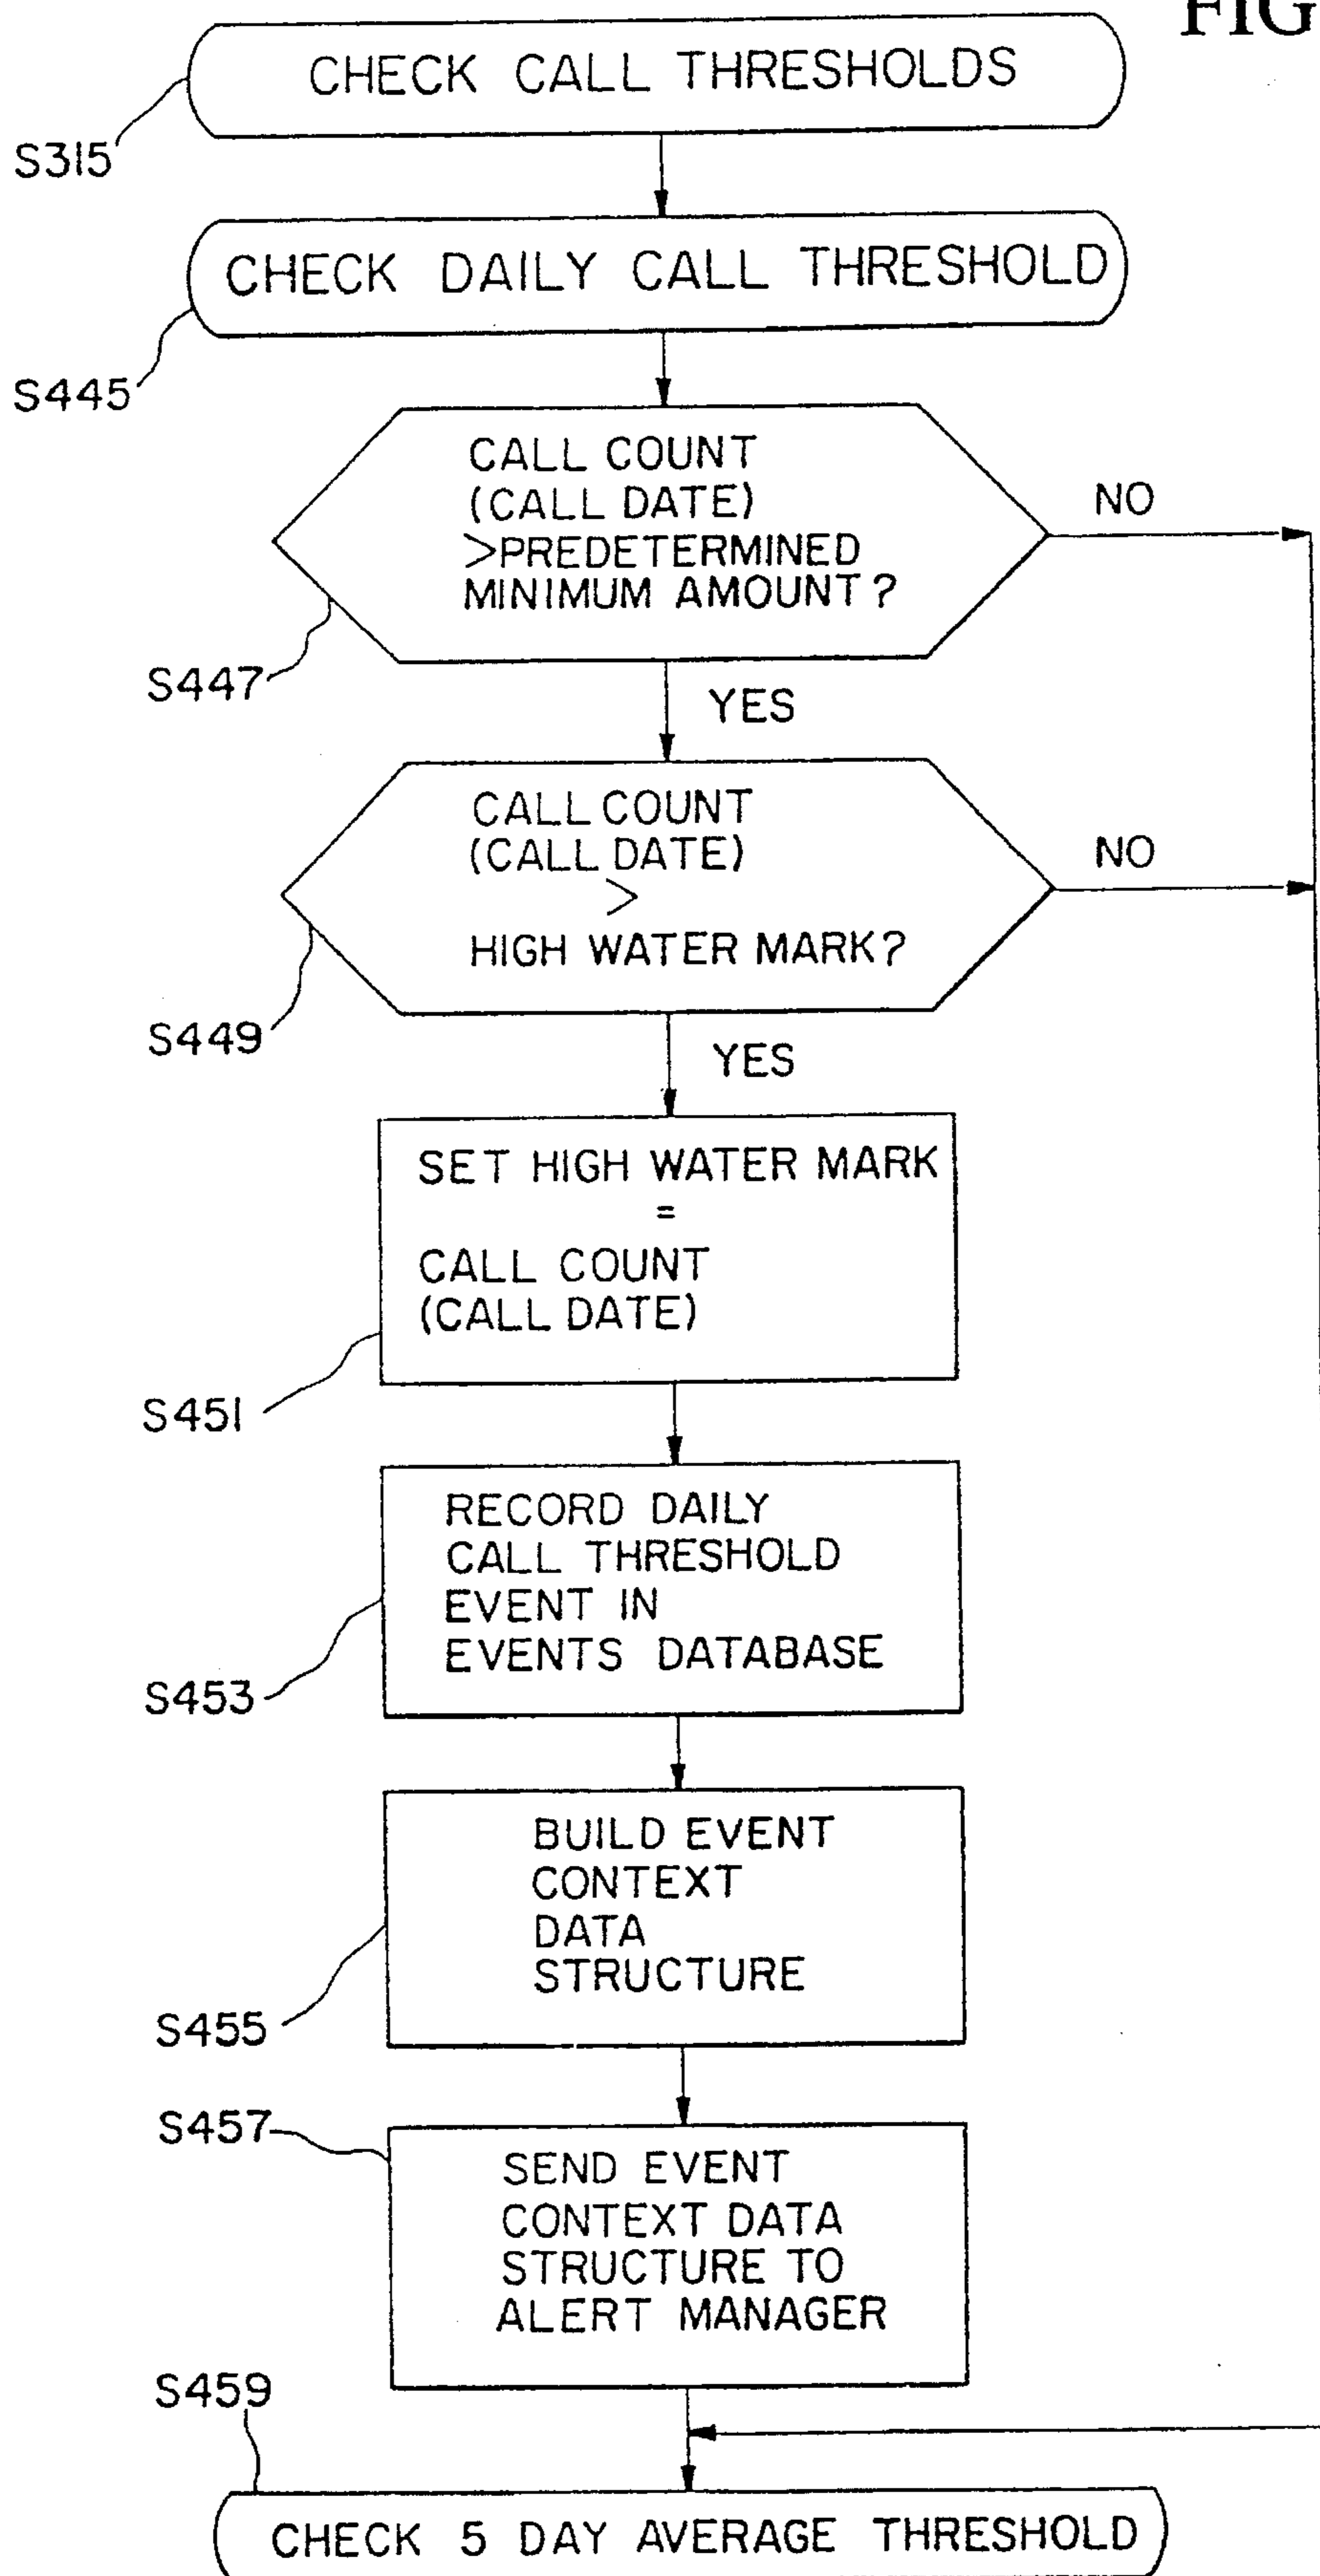 FIG
CHECK CALL THRESHOLDS
S315
CHECK DAILY CALL THRESHOLD
S445
CALL COUNT
(CALL DATE)
>PREDETERMINED
MINIMUM AMOUNT?
NO
S447
YES
CALL COUNT
(CALL DATE)
>
HIGH WATER MARK?
NO
S449
YES
SET HIGH WATER MARK
=
CALL COUNT
(CALL DATE)
S451
RECORD DAILY
CALL THRESHOLD
EVENT IN
EVENTS DATABASE
S453
BUILD EVENT
CONTEXT
DATA
STRUCTURE
S455
S457
SEND EVENT
CONTEXT DATA
STRUCTURE TO
ALERT MANAGER
S459
CHECK 5 DAY AVERAGE THRESHOLD